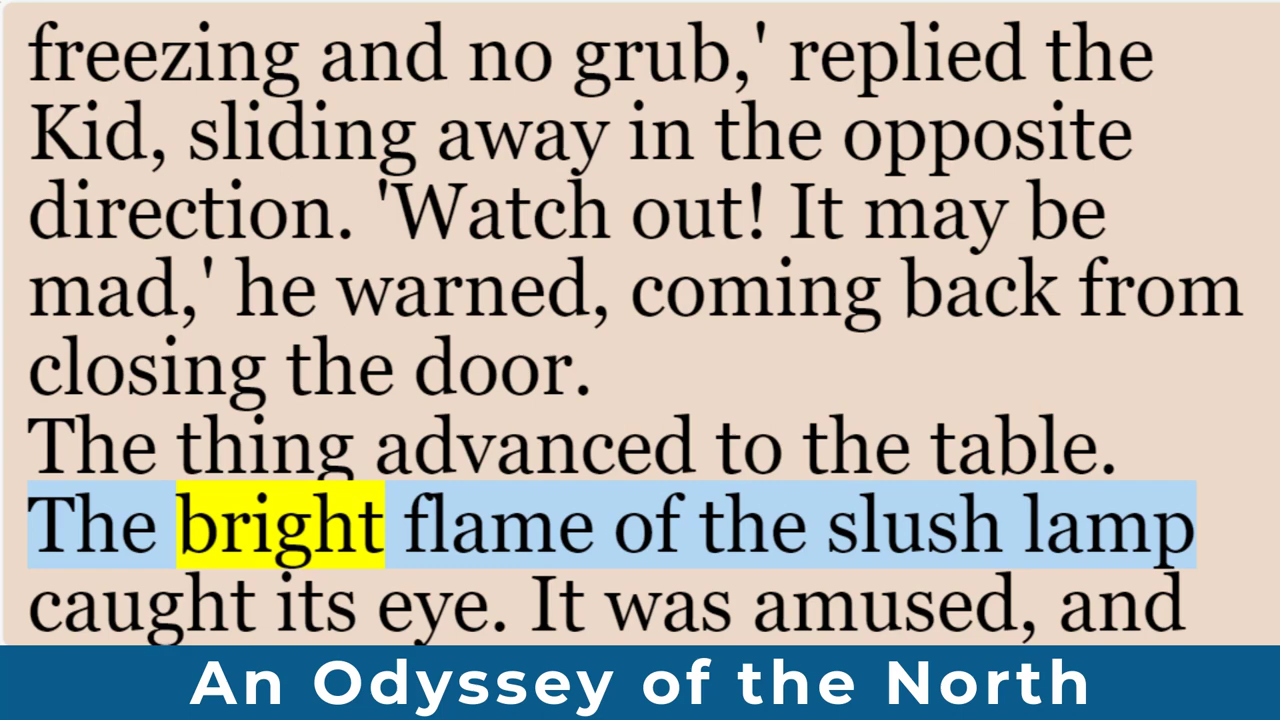 freezing and no grub,' replied the
Kid, sliding away in the opposite
direction. 'Watch out! It may be
mad,' he warned, coming back from
closing the door.
The thing advanced to the table.
The bright flame of the slush lamp
caught its eye. It was amused, and
An Odyssey of the North